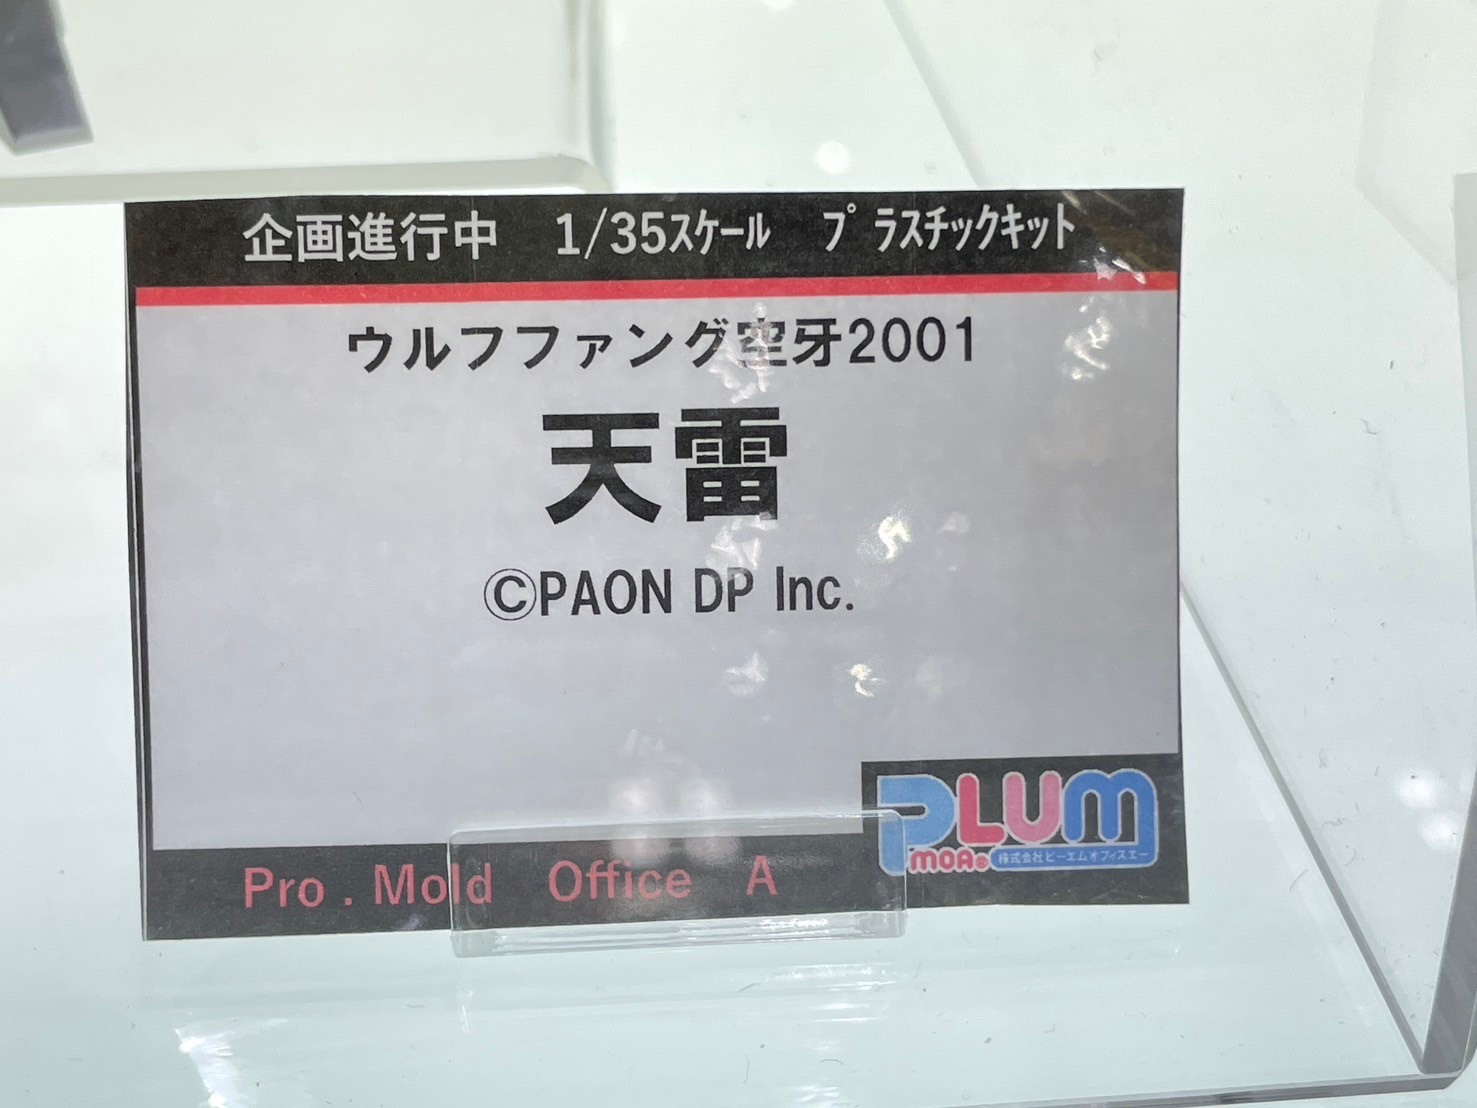 企画進行中 1/35スケール プラスチックキット
ウルフファング空牙2001
天雷
©PAON DP Inc.
PLUM
PMOA® 株式会社ピーエムオフィスエー
Pro . Mold Office A